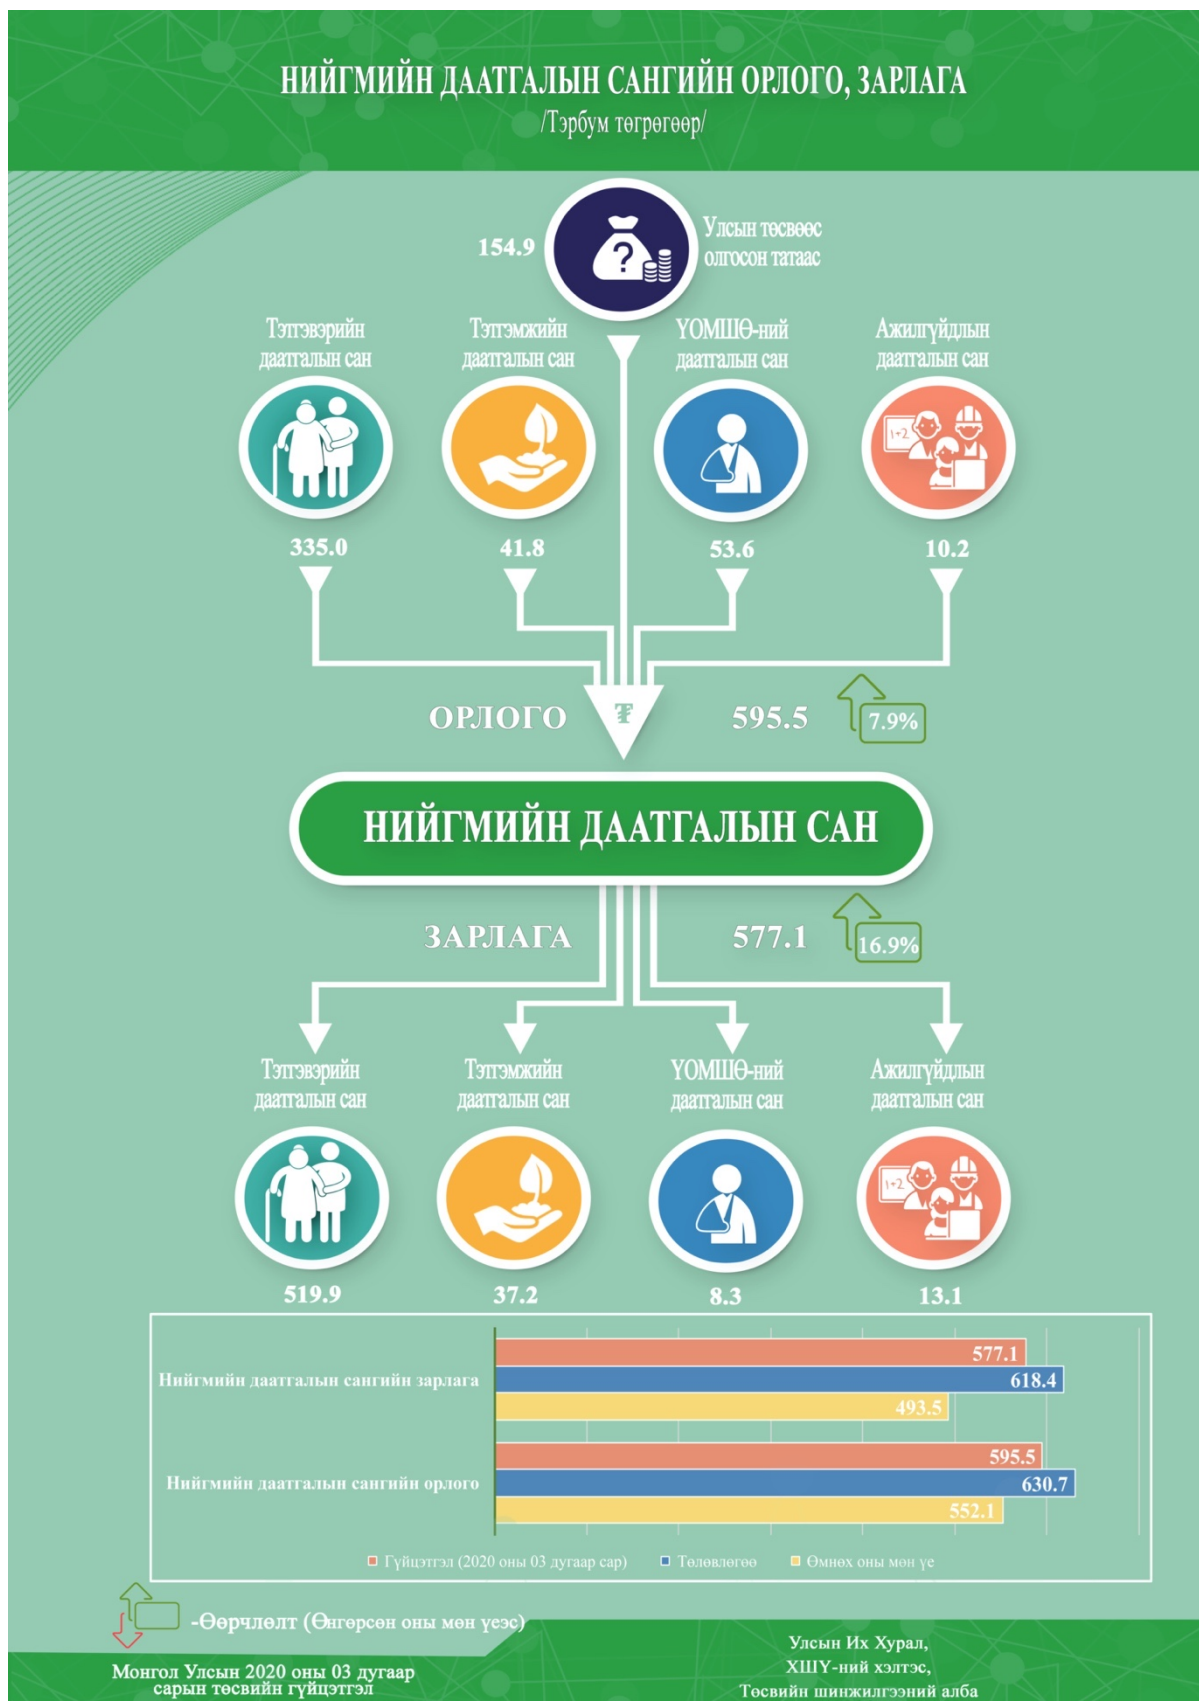 НИЙГМИЙН ДААТГАЛЫН САНГИЙН ОРЛОГО, ЗАРЛАГА
/Тэрбум төгрөгөөр/
154.9
Улсын төсвөөс
олгосон татаас
Тэтгэвэрийн
даатгалын сан
Тэтгэмжийн
даатгалын сан
ҮОМШӨ-ний
даатгалын сан
Ажилгүйдлын
даатгалын сан
1+2
335.0
41.8
53.6
10.2
ОРЛОГО
₮
595.5
7.9%
НИЙГМИЙН ДААТГАЛЫН САН
ЗАРЛАГА
577.1
16.9%
Тэтгэвэрийн
даатгалын сан
Тэтгэмжийн
даатгалын сан
ҮОМШӨ-ний
даатгалын сан
Ажилгүйдлын
даатгалын сан
1+2
519.9
37.2
8.3
13.1
Нийгмийн даатгалын сангийн зарлага
577.1
618.4
493.5
Нийгмийн даатгалын сангийн орлого
595.5
630.7
552.1
Гүйцэтгэл (2020 оны 03 дугаар сар)
Төлөвлөгөө
Өмнөх оны мөн үе
-Өөрчлөлт (Өнгөрсөн оны мөн үеэс)
Монгол Улсын 2020 оны 03 дугаар
сарын төсвийн гүйцэтгэл
Улсын Их Хурал,
ХШҮ-ний хэлтэс,
Төсвийн шинжилгээний алба